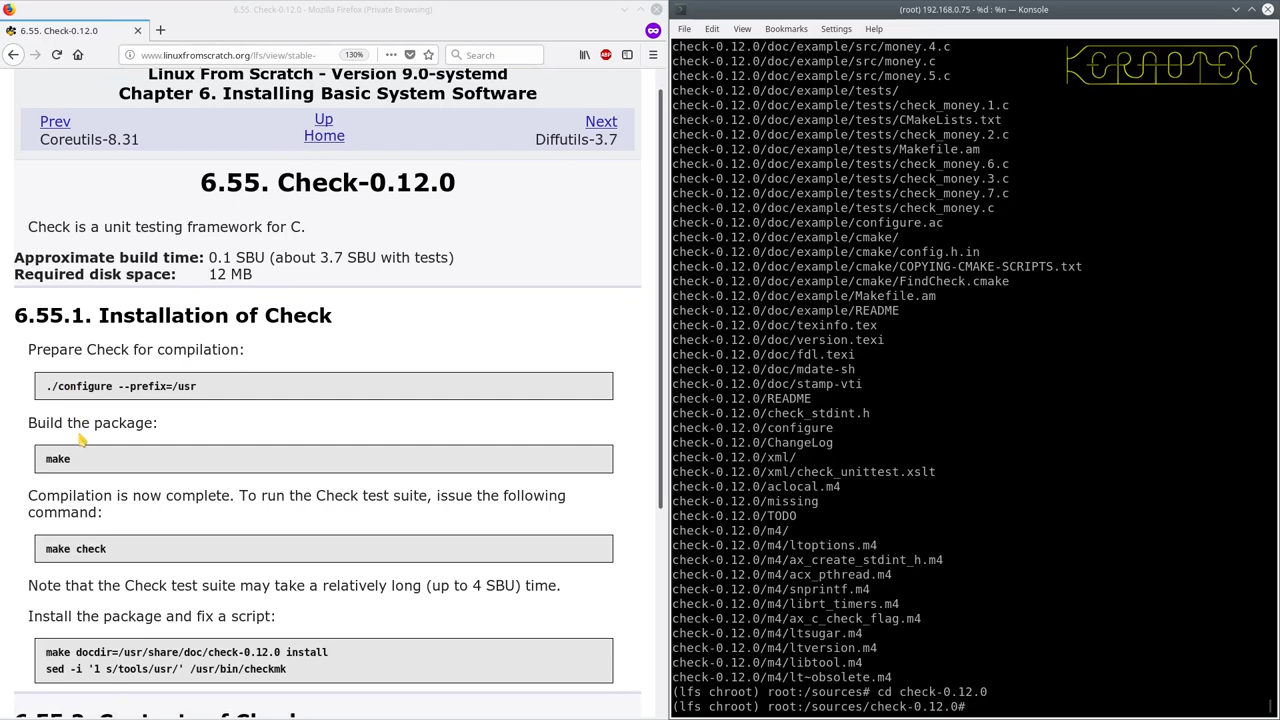 6.55. Check-0.12.0 - Mozilla Firefox (Private Browsing)
6.55. Check-0.12.0
www.linuxfromscratch.org/lfs/view/stable-
130%
Search
ABP
Linux From Scratch - Version 9.0-systemd
Chapter 6. Installing Basic System Software
Prev
Up
Next
Coreutils-8.31
Home
Diffutils-3.7
6.55. Check-0.12.0
Check is a unit testing framework for C.
Approximate build time: 0.1 SBU (about 3.7 SBU with tests)
Required disk space: 12 MB
6.55.1. Installation of Check
Prepare Check for compilation:
./configure --prefix=/usr
Build the package:
make
Compilation is now complete. To run the Check test suite, issue the following
command:
make check
Note that the Check test suite may take a relatively long (up to 4 SBU) time.
Install the package and fix a script:
make docdir=/usr/share/doc/check-0.12.0 install
sed -i '1 s/tools/usr/' /usr/bin/checkmk
6.55.2. Contents of Check
(root) 192.168.0.75 - %d : %n — Konsole
File Edit View Bookmarks Settings Help
KERNOTEX
check-0.12.0/doc/example/src/money.4.c
check-0.12.0/doc/example/src/money.c
check-0.12.0/doc/example/src/money.5.c
check-0.12.0/doc/example/tests/
check-0.12.0/doc/example/tests/check_money.1.c
check-0.12.0/doc/example/tests/CMakeLists.txt
check-0.12.0/doc/example/tests/check_money.2.c
check-0.12.0/doc/example/tests/Makefile.am
check-0.12.0/doc/example/tests/check_money.6.c
check-0.12.0/doc/example/tests/check_money.3.c
check-0.12.0/doc/example/tests/check_money.7.c
check-0.12.0/doc/example/tests/check_money.c
check-0.12.0/doc/example/configure.ac
check-0.12.0/doc/example/cmake/
check-0.12.0/doc/example/cmake/config.h.in
check-0.12.0/doc/example/cmake/COPYING-CMAKE-SCRIPTS.txt
check-0.12.0/doc/example/cmake/FindCheck.cmake
check-0.12.0/doc/example/Makefile.am
check-0.12.0/doc/example/README
check-0.12.0/doc/texinfo.tex
check-0.12.0/doc/version.texi
check-0.12.0/doc/fdl.texi
check-0.12.0/doc/mdate-sh
check-0.12.0/doc/stamp-vti
check-0.12.0/README
check-0.12.0/check_stdint.h
check-0.12.0/configure
check-0.12.0/ChangeLog
check-0.12.0/xml/
check-0.12.0/xml/check_unittest.xslt
check-0.12.0/aclocal.m4
check-0.12.0/missing
check-0.12.0/TODO
check-0.12.0/m4/
check-0.12.0/m4/ltoptions.m4
check-0.12.0/m4/ax_create_stdint_h.m4
check-0.12.0/m4/acx_pthread.m4
check-0.12.0/m4/snprintf.m4
check-0.12.0/m4/librt_timers.m4
check-0.12.0/m4/ax_c_check_flag.m4
check-0.12.0/m4/ltsugar.m4
check-0.12.0/m4/ltversion.m4
check-0.12.0/m4/libtool.m4
check-0.12.0/m4/lt~obsolete.m4
(lfs chroot) root:/sources# cd check-0.12.0
(lfs chroot) root:/sources/check-0.12.0#